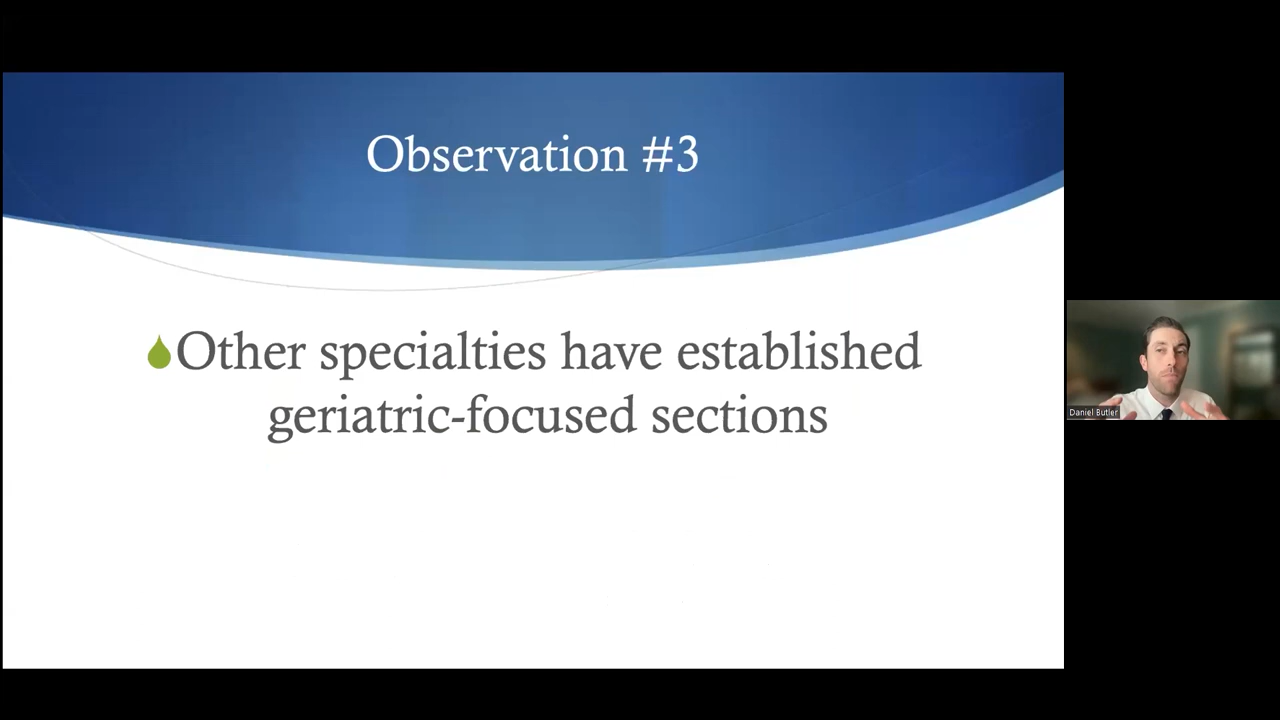 Observation #3
Other specialties have established
geriatric-focused sections
Daniel Butler